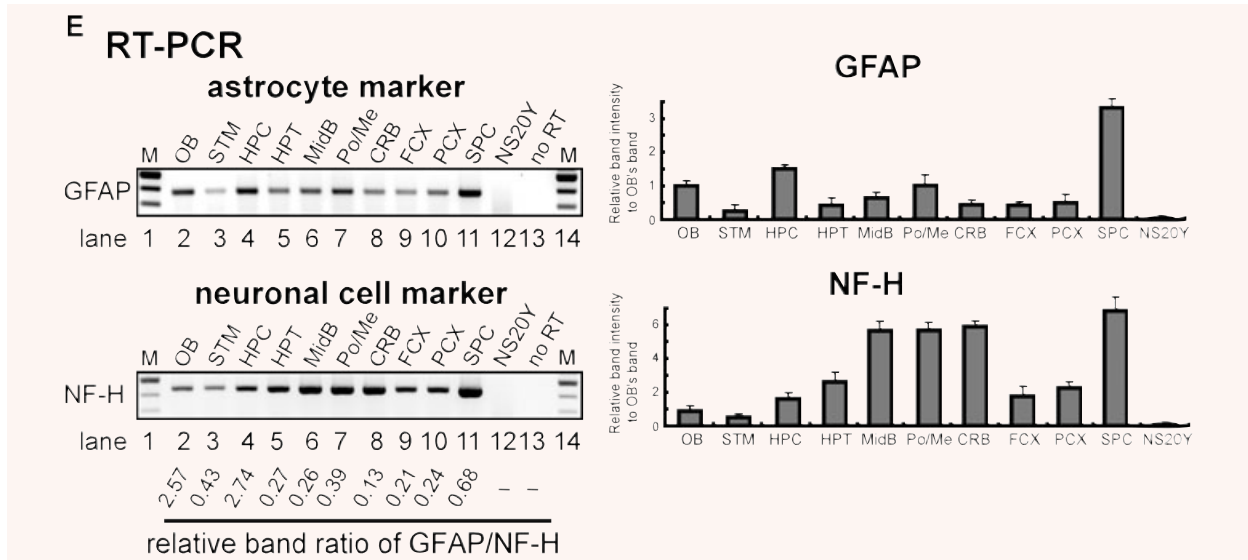 E
RT-PCR
astrocyte marker
M OB STM HPC HPT MidB Po/Me CRB FCX PCX SPC NS20Y no RT M
GFAP
lane 1 2 3 4 5 6 7 8 9 10 11 12 13 14
neuronal cell marker
M OB STM HPC HPT MidB Po/Me CRB FCX PCX SPC NS20Y no RT M
NF-H
lane 1 2 3 4 5 6 7 8 9 10 11 12 13 14
2.57 0.43 2.74 0.27 0.26 0.39 0.13 0.21 0.24 0.68 – –
relative band ratio of GFAP/NF-H
GFAP
Relative band intensity
to OB's band
3
2
1
0
OB STM HPC HPT MidB Po/Me CRB FCX PCX SPC NS20Y
NF-H
Relative band intensity
to OB's band
6
4
2
0
OB STM HPC HPT MidB Po/Me CRB FCX PCX SPC NS20Y